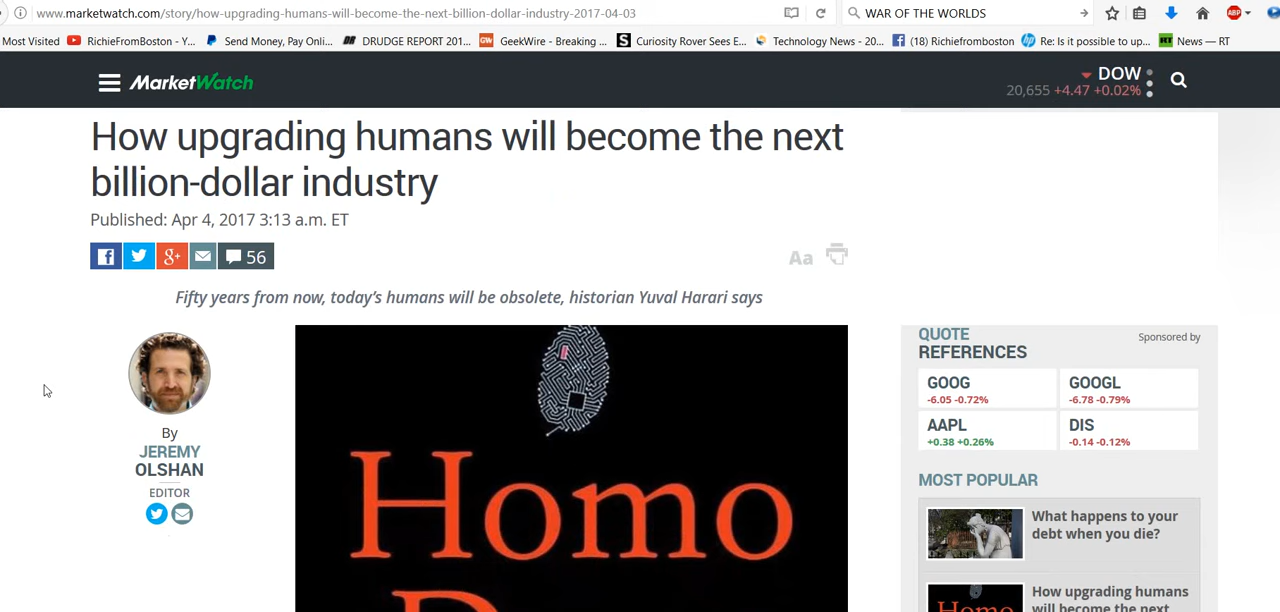 www.marketwatch.com/story/how-upgrading-humans-will-become-the-next-billion-dollar-industry-2017-04-03
WAR OF THE WORLDS
ABP
Most Visited
RichieFromBoston - Y...
Send Money, Pay Onli...
DRUDGE REPORT 201...
GW
GeekWire - Breaking ...
S
Curiosity Rover Sees E...
Technology News - 20...
(18) Richiefromboston
hp
Re: Is it possible to up...
RT
News — RT
MarketWatch
DOW
20,655 +4.47 +0.02%
How upgrading humans will become the next
billion-dollar industry
Published: Apr 4, 2017 3:13 a.m. ET
f
g+
56
Aa
Fifty years from now, today's humans will be obsolete, historian Yuval Harari says
By
JEREMY
OLSHAN
EDITOR
Homo
QUOTE
REFERENCES
Sponsored by
GOOG
-6.05 -0.72%
GOOGL
-6.78 -0.79%
AAPL
+0.38 +0.26%
DIS
-0.14 -0.12%
MOST POPULAR
What happens to your
debt when you die?
Homo
How upgrading humans
will become the next